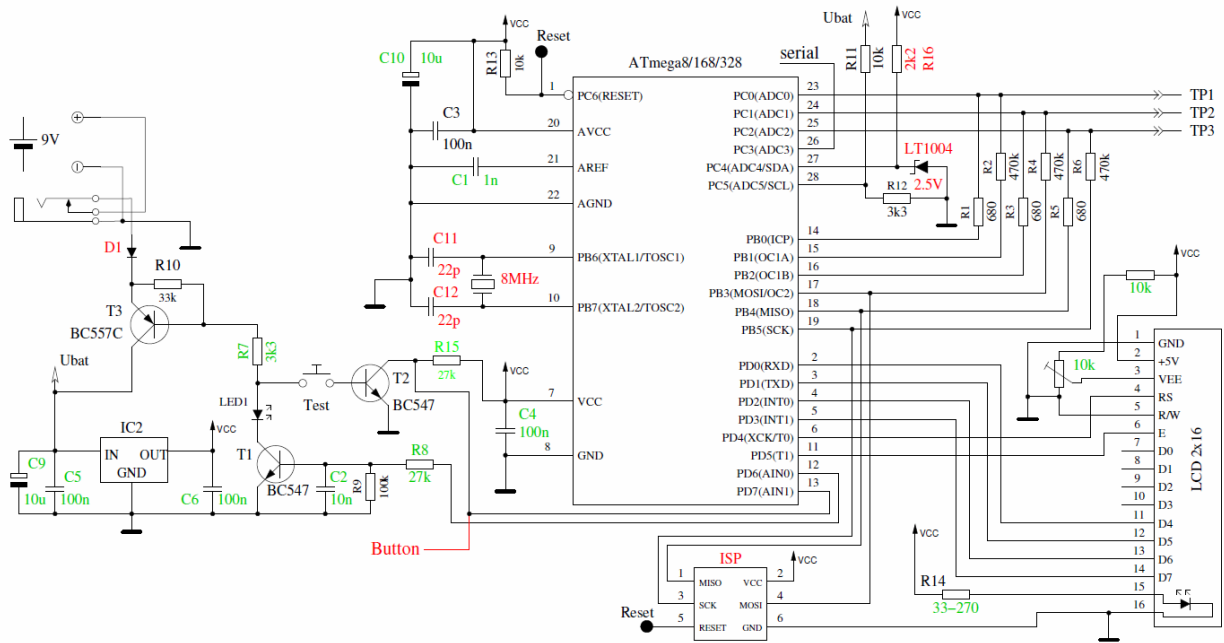 VCC
Ubat
VCC
C10
10u
R13
10k
Reset
R11
10k
2k2
R16
serial
ATmega8/168/328
1
PC6(RESET)
PC0(ADC0)
23
TP1
PC1(ADC1)
24
TP2
PC2(ADC2)
25
TP3
C3
100n
20
AVCC
PC3(ADC3)
26
9V
21
AREF
PC4(ADC4/SDA)
27
LT1004
2.5V
C1
1n
PC5(ADC5/SCL)
28
R12
3k3
R2
470k
R4
470k
R6
470k
22
AGND
R1
680
R3
680
R5
680
D1
C11
22p
9
PB6(XTAL1/TOSC1)
8MHz
C12
22p
10
PB7(XTAL2/TOSC2)
PB0(ICP)
14
PB1(OC1A)
15
PB2(OC1B)
16
PB3(MOSI/OC2)
17
PB4(MISO)
18
PB5(SCK)
19
VCC
10k
R10
33k
T3
BC557C
R7
3k3
R15
27k
VCC
Ubat
T2
BC547
Test
LED1
7
VCC
PD0(RXD)
2
PD1(TXD)
3
PD2(INT0)
4
PD3(INT1)
5
PD4(XCK/T0)
6
PD5(T1)
11
PD6(AIN0)
12
PD7(AIN1)
13
C4
100n
8
GND
10k
1
GND
2
+5V
3
VEE
4
RS
5
R/W
6
E
7
D0
8
D1
9
D2
10
D3
11
D4
12
D5
13
D6
14
D7
15
16
LCD 2x16
IC2
IN
OUT
GND
VCC
T1
BC547
R8
27k
C9
10u
C5
100n
C6
100n
C2
10n
R9
100k
Button
ISP
VCC
VCC
R14
33-270
1
MISO
VCC
2
3
SCK
MOSI
4
Reset
5
RESET
GND
6